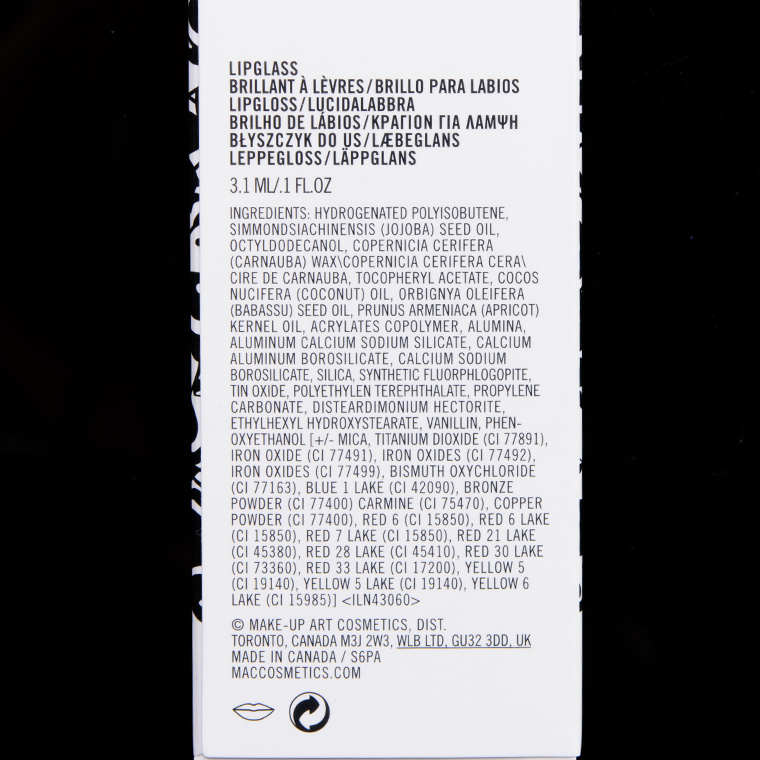 LIPGLASS
BRILLANT À LÈVRES/BRILLO PARA LABIOS
LIPGLOSS/LUCIDALABBRA
BRILHO DE LÁBIOS/ΚΡΑΓΙΟΝ ΓΙΑ ΛΑΜΨΗ
BŁYSZCZYK DO US/LÆBEGLANS
LEPPEGLOSS/LÄPPGLANS
3.1 ML/.1 FL.OZ
INGREDIENTS: HYDROGENATED POLYISOBUTENE,
SIMMONDSIACHINENSIS (JOJOBA) SEED OIL,
OCTYLDODECANOL, COPERNICIA CERIFERA
(CARNAUBA) WAX\COPERNICIA CERIFERA CERA\
CIRE DE CARNAUBA, TOCOPHERYL ACETATE, COCOS
NUCIFERA (COCONUT) OIL, ORBIGNYA OLEIFERA
(BABASSU) SEED OIL, PRUNUS ARMENIACA (APRICOT)
KERNEL OIL, ACRYLATES COPOLYMER, ALUMINA,
ALUMINUM CALCIUM SODIUM SILICATE, CALCIUM
ALUMINUM BOROSILICATE, CALCIUM SODIUM
BOROSILICATE, SILICA, SYNTHETIC FLUORPHLOGOPITE,
TIN OXIDE, POLYETHYLEN TEREPHTHALATE, PROPYLENE
CARBONATE, DISTEARDIMONIUM HECTORITE,
ETHYLHEXYL HYDROXYSTEARATE, VANILLIN, PHEN-
OXYETHANOL [+/- MICA, TITANIUM DIOXIDE (CI 77891),
IRON OXIDE (CI 77491), IRON OXIDES (CI 77492),
IRON OXIDES (CI 77499), BISMUTH OXYCHLORIDE
(CI 77163), BLUE 1 LAKE (CI 42090), BRONZE
POWDER (CI 77400) CARMINE (CI 75470), COPPER
POWDER (CI 77400), RED 6 (CI 15850), RED 6 LAKE
(CI 15850), RED 7 LAKE (CI 15850), RED 21 LAKE
(CI 45380), RED 28 LAKE (CI 45410), RED 30 LAKE
(CI 73360), RED 33 LAKE (CI 17200), YELLOW 5
(CI 19140), YELLOW 5 LAKE (CI 19140), YELLOW 6
LAKE (CI 15985)] <ILN43060>
© MAKE-UP ART COSMETICS, DIST.
TORONTO, CANADA M3J 2W3, WLB LTD, GU32 3DD, UK
MADE IN CANADA / S6PA
MACCOSMETICS.COM